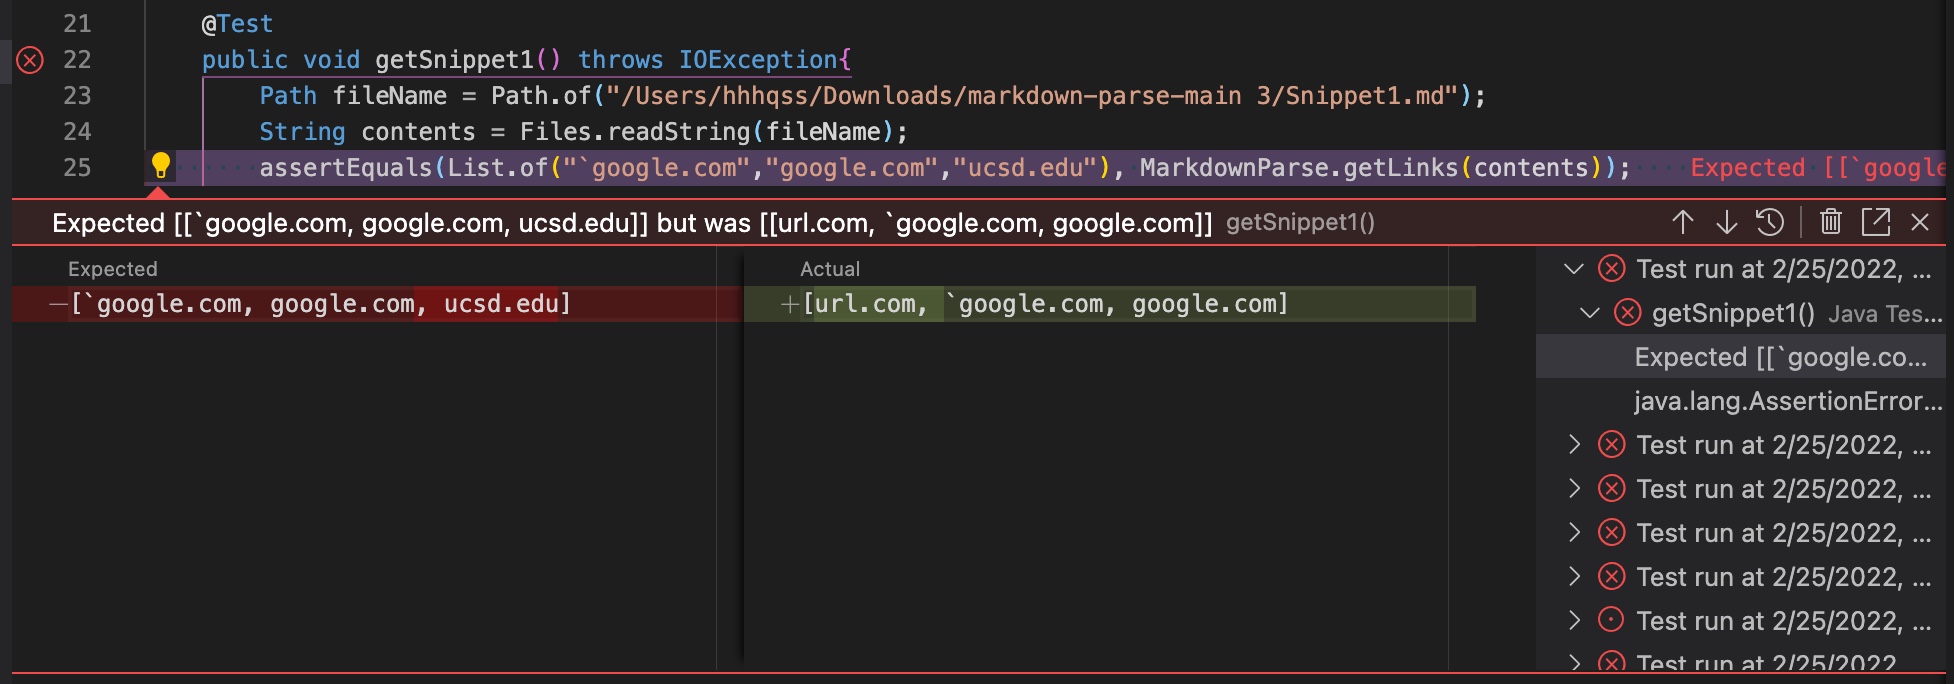 21 @Test
22 public void getSnippet1() throws IOException{
23 Path fileName = Path.of("/Users/hhhqss/Downloads/markdown-parse-main 3/Snippet1.md");
24 String contents = Files.readString(fileName);
25 assertEquals(List.of("`google.com","google.com","ucsd.edu"), MarkdownParse.getLinks(contents)); Expected [[`google
Expected [[`google.com, google.com, ucsd.edu]] but was [[url.com, `google.com, google.com]] getSnippet1()
Expected
—[`google.com, google.com, ucsd.edu]
Actual
+[url.com, `google.com, google.com]
Test run at 2/25/2022, ...
getSnippet1() Java Tes...
Expected [[`google.co...
java.lang.AssertionError...
Test run at 2/25/2022, ...
Test run at 2/25/2022, ...
Test run at 2/25/2022, ...
Test run at 2/25/2022, ...
Test run at 2/25/2022, ...
Test run at 2/25/2022